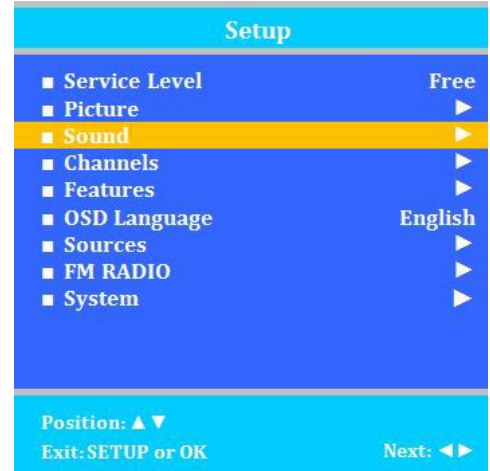 Setup
■ Service Level Free
■ Picture ►
■ Sound ►
■ Channels ►
■ Features ►
■ OSD Language English
■ Sources ►
■ FM RADIO ►
■ System ►
Position: ▲ ▼
Exit: SETUP or OK Next: ◄ ►